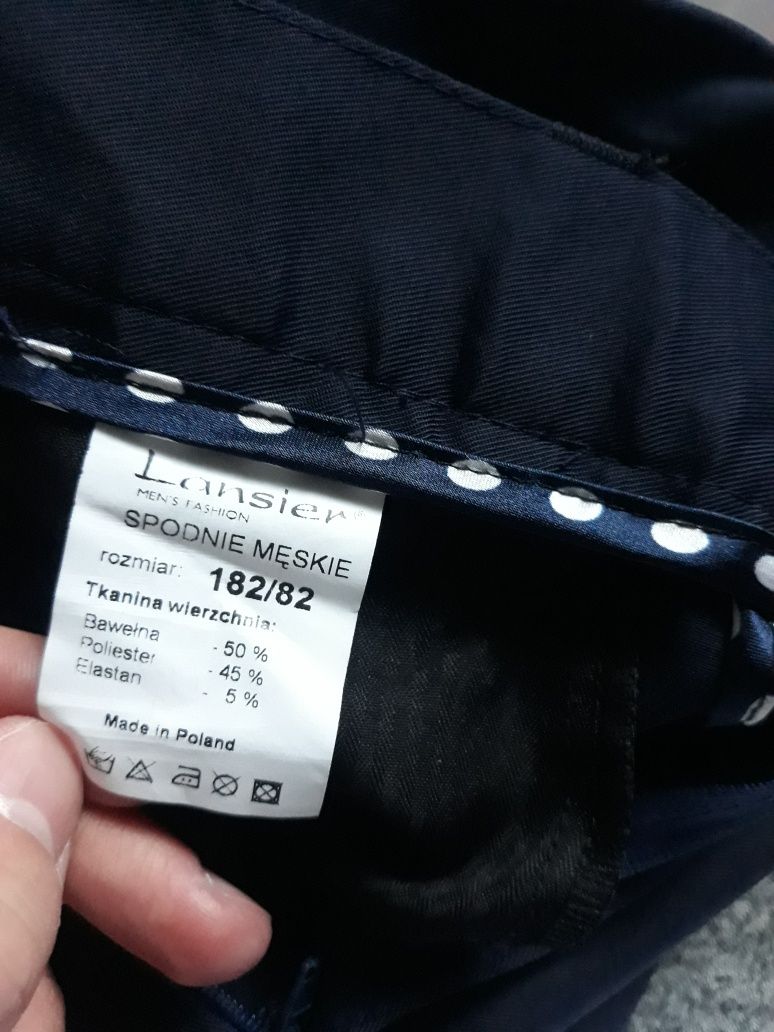 Lansier®
MEN'S FASHION
SPODNIE MĘSKIE
rozmiar: 182/82
Tkanina wierzchnia:
Bawełna - 50 %
Poliester - 45 %
Elastan - 5 %
Made in Poland